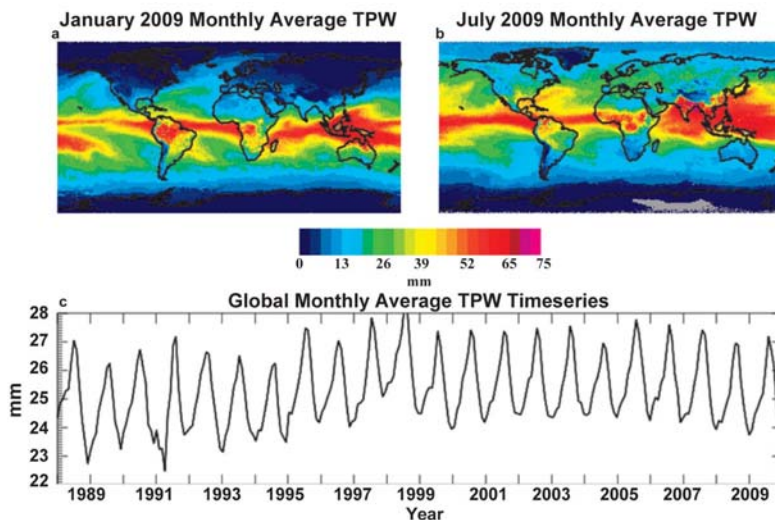 January 2009 Monthly Average TPW
July 2009 Monthly Average TPW
a
b
0 13 26 39 52 65 75
mm
c
Global Monthly Average TPW Timeseries
28
27
26
25
24
23
22
mm
1989 1991 1993 1995 1997 1999 2001 2003 2005 2007 2009
Year